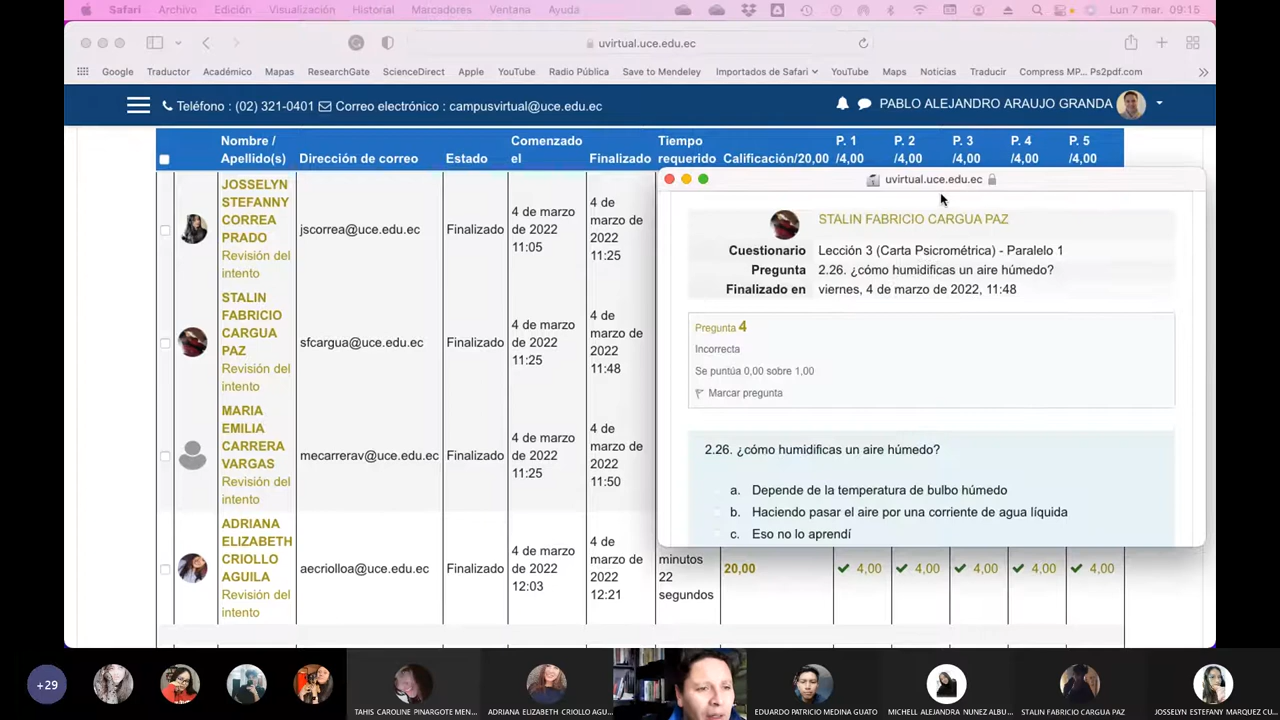 Safari Archivo Edición Visualización Historial Marcadores Ventana Ayuda Lun 7 mar. 09:15
uvirtual.uce.edu.ec
Google Traductor Académico Mapas ResearchGate ScienceDirect Apple YouTube Radio Pública Save to Mendeley Importados de Safari YouTube Maps Noticias Traducir Compress MP... Ps2pdf.com
Teléfono : (02) 321-0401 Correo electrónico : campusvirtual@uce.edu.ec PABLO ALEJANDRO ARAUJO GRANDA
Nombre / Comenzado Tiempo P. 1 P. 2 P. 3 P. 4 P. 5
Apellido(s) Dirección de correo Estado el Finalizado requerido Calificación/20,00 /4,00 /4,00 /4,00 /4,00 /4,00
JOSSELYN
STEFANNY
CORREA
PRADO
Revisión del
intento
jscorrea@uce.edu.ec
Finalizado
4 de marzo
de 2022
11:05
4 de
marzo de
2022
11:25
STALIN
FABRICIO
CARGUA
PAZ
Revisión del
intento
sfcargua@uce.edu.ec
Finalizado
4 de marzo
de 2022
11:25
4 de
marzo de
2022
11:48
MARIA
EMILIA
CARRERA
VARGAS
Revisión del
intento
mecarrerav@uce.edu.ec
Finalizado
4 de marzo
de 2022
11:25
4 de
marzo de
2022
11:50
ADRIANA
ELIZABETH
CRIOLLO
AGUILA
Revisión del
intento
aecriolloa@uce.edu.ec
Finalizado
4 de marzo
de 2022
12:03
4 de
marzo de
2022
12:21
minutos
22
segundos
20,00
4,00 4,00 4,00 4,00 4,00
uvirtual.uce.edu.ec
STALIN FABRICIO CARGUA PAZ
Cuestionario Lección 3 (Carta Psicrométrica) - Paralelo 1
Pregunta 2.26. ¿cómo humidificas un aire húmedo?
Finalizado en viernes, 4 de marzo de 2022, 11:48
Pregunta 4
Incorrecta
Se puntúa 0,00 sobre 1,00
Marcar pregunta
2.26. ¿cómo humidificas un aire húmedo?
a. Depende de la temperatura de bulbo húmedo
b. Haciendo pasar el aire por una corriente de agua líquida
c. Eso no lo aprendí
+29
TAHIS CAROLINE PINARGOTE MEN... ADRIANA ELIZABETH CRIOLLO AGU... EDUARDO PATRICIO MEDINA GUATO MICHELL ALEJANDRA NUNEZ ALBU... STALIN FABRICIO CARGUA PAZ JOSSELYN ESTEFANY MARQUEZ CU...